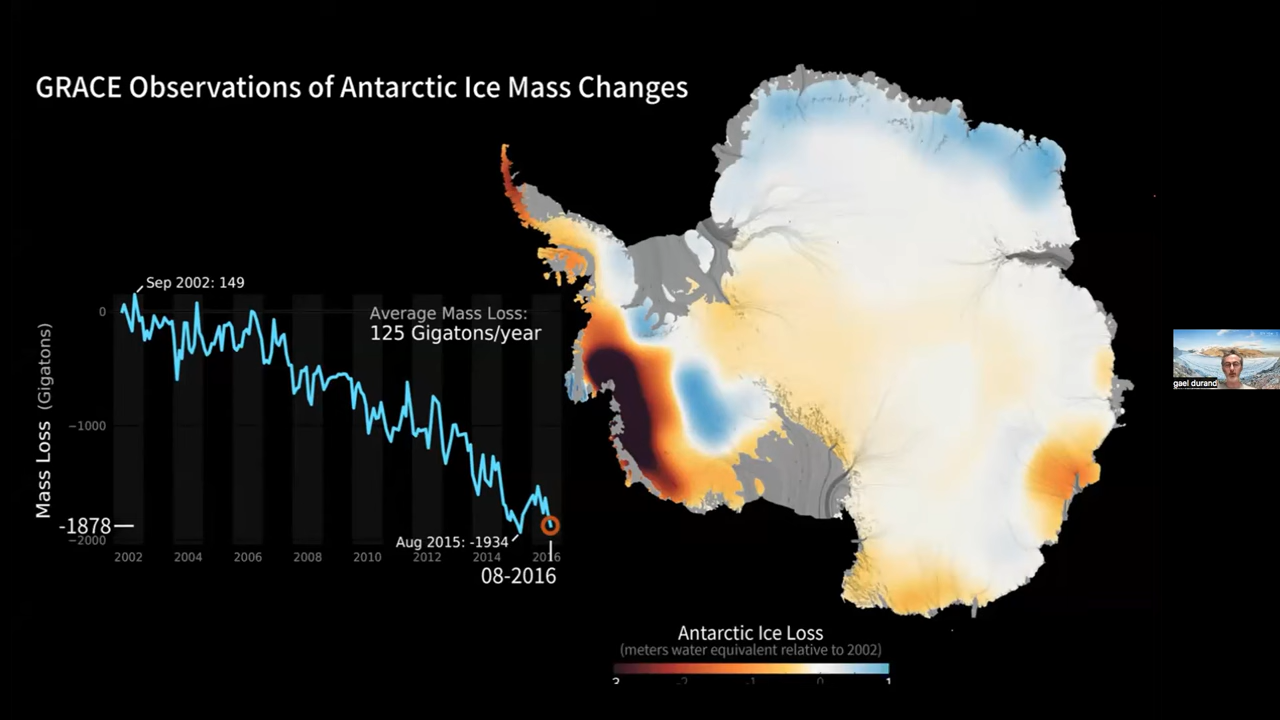 GRACE Observations of Antarctic Ice Mass Changes
Sep 2002: 149
Average Mass Loss:
125 Gigatons/year
Mass Loss (Gigatons)
0
−1000
-1878
−2000
Aug 2015: -1934
2002 2004 2006 2008 2010 2012 2014 2016
08-2016
gael durand
Antarctic Ice Loss
(meters water equivalent relative to 2002)
3 -2 -1 0 1